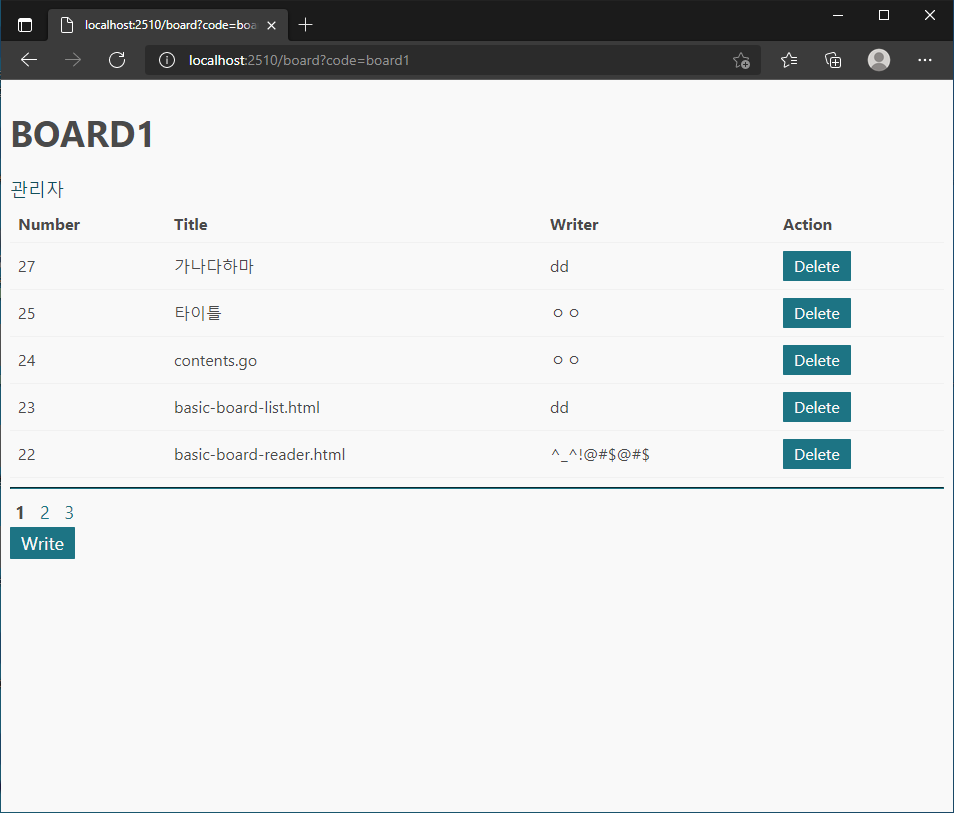 localhost:2510/board?code=boa
localhost:2510/board?code=board1
BOARD1
관리자
Number Title Writer Action
27 가나다하마 dd Delete
25 타이틀 ㅇㅇ Delete
24 contents.go ㅇㅇ Delete
23 basic-board-list.html dd Delete
22 basic-board-reader.html ^_^!@#$@#$ Delete
1 2 3
Write